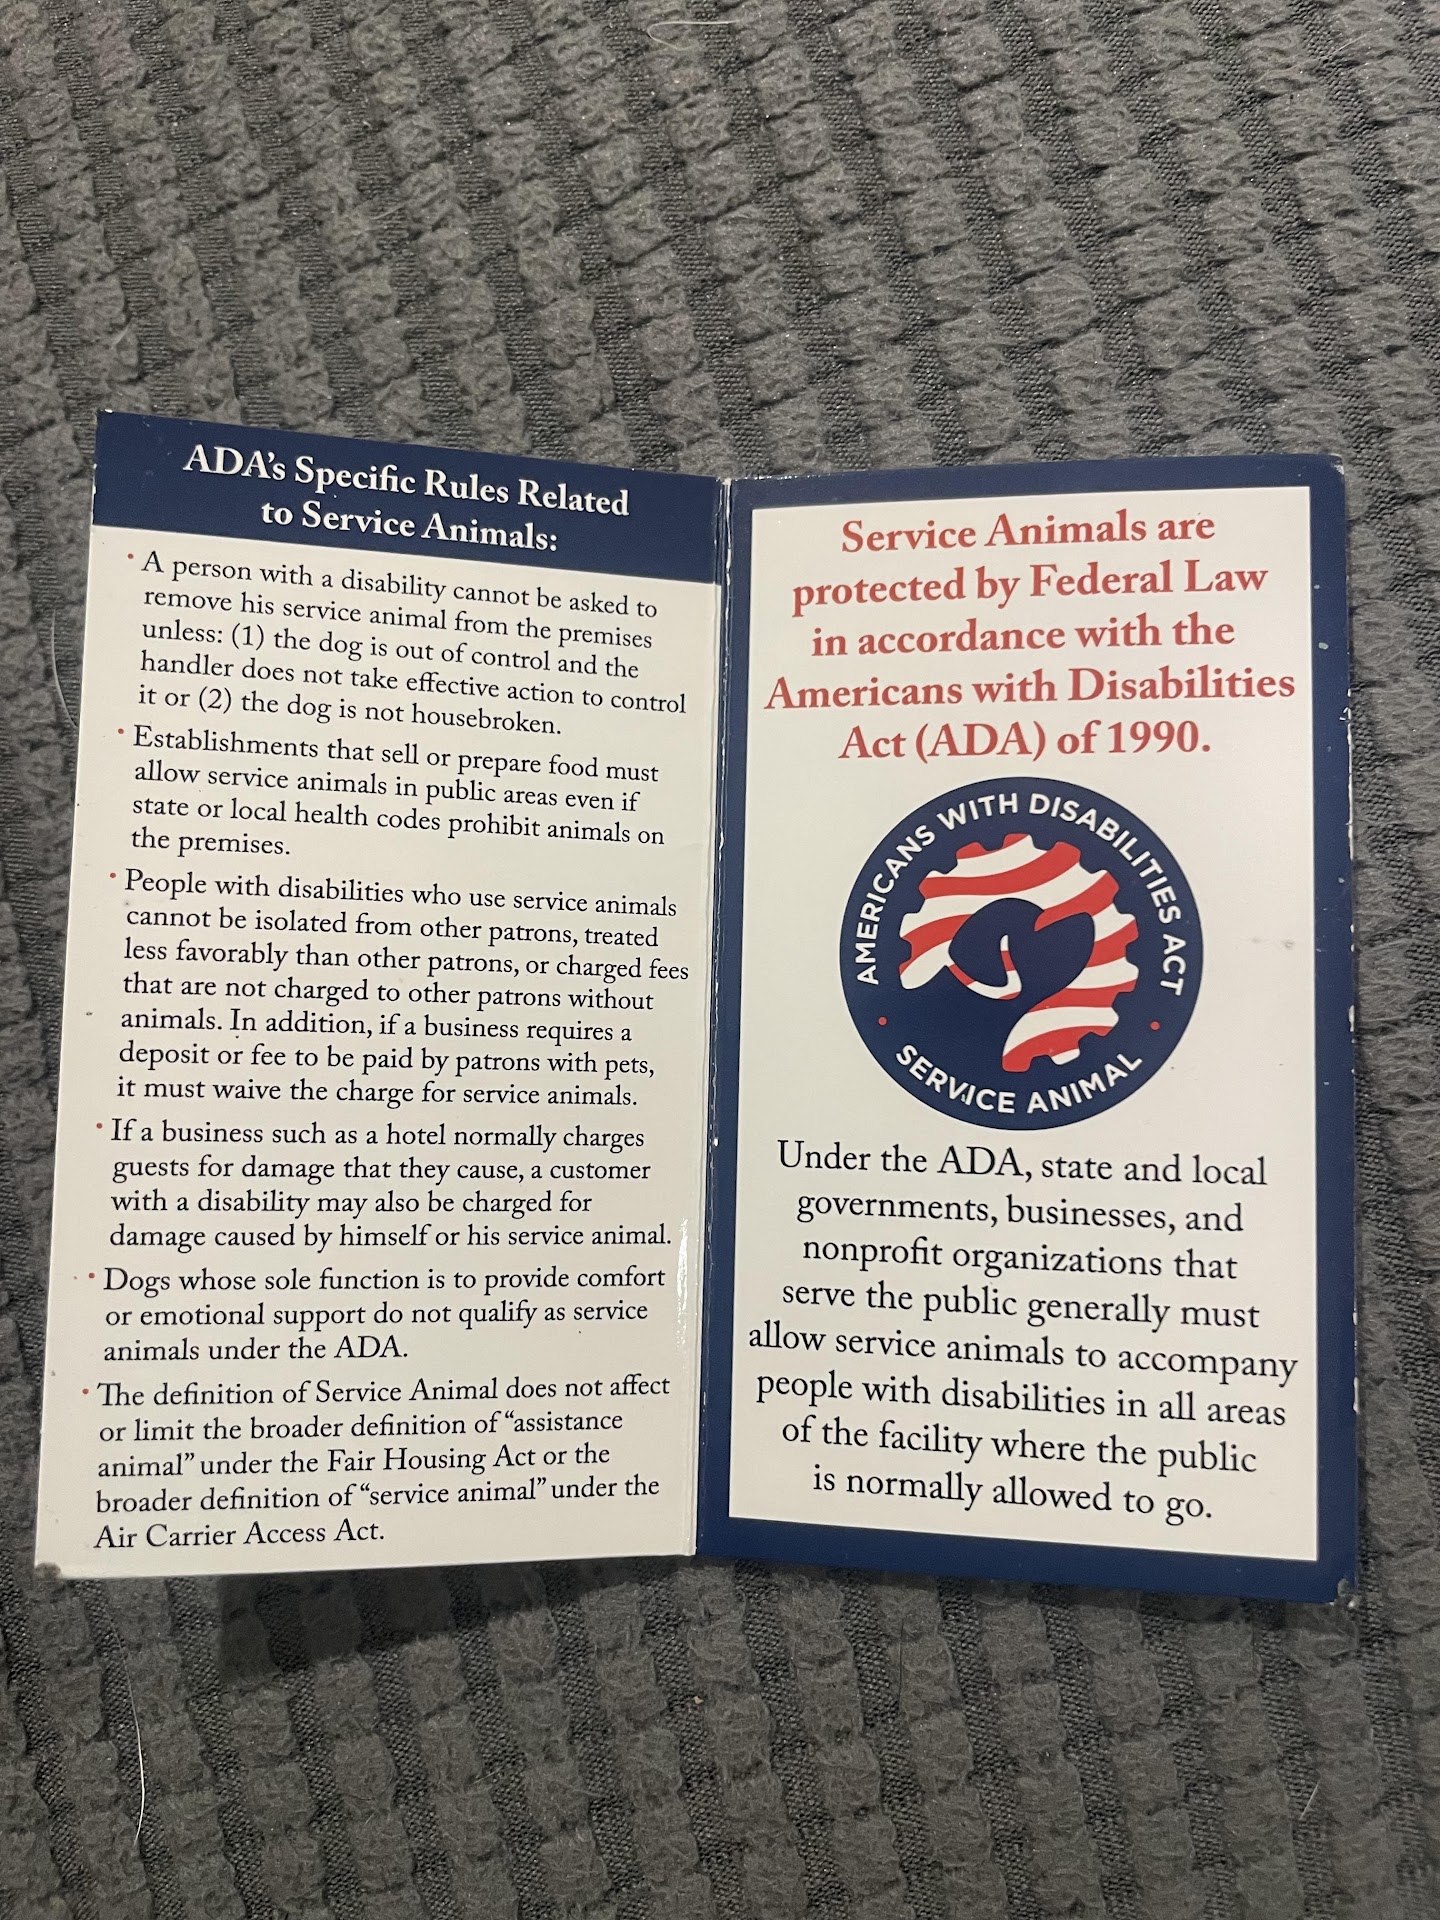 ADA's Specific Rules Related
to Service Animals:
• A person with a disability cannot be asked to
remove his service animal from the premises
unless: (1) the dog is out of control and the
handler does not take effective action to control
it or (2) the dog is not housebroken.
• Establishments that sell or prepare food must
allow service animals in public areas even if
state or local health codes prohibit animals on
the premises.
• People with disabilities who use service animals
cannot be isolated from other patrons, treated
less favorably than other patrons, or charged fees
that are not charged to other patrons without
animals. In addition, if a business requires a
deposit or fee to be paid by patrons with pets,
it must waive the charge for service animals.
• If a business such as a hotel normally charges
guests for damage that they cause, a customer
with a disability may also be charged for
damage caused by himself or his service animal.
• Dogs whose sole function is to provide comfort
or emotional support do not qualify as service
animals under the ADA.
• The definition of Service Animal does not affect
or limit the broader definition of “assistance
animal” under the Fair Housing Act or the
broader definition of “service animal” under the
Air Carrier Access Act.
Service Animals are
protected by Federal Law
in accordance with the
Americans with Disabilities
Act (ADA) of 1990.
AMERICANS WITH DISABILITIES ACT
• SERVICE ANIMAL •
Under the ADA, state and local
governments, businesses, and
nonprofit organizations that
serve the public generally must
allow service animals to accompany
people with disabilities in all areas
of the facility where the public
is normally allowed to go.